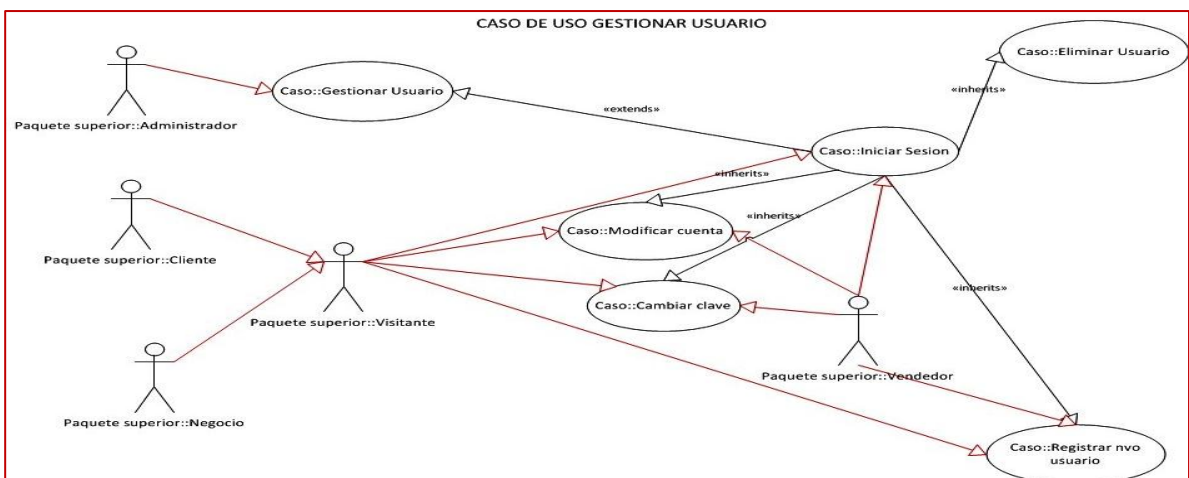 CASO DE USO GESTIONAR USUARIO
Caso::Eliminar Usuario
Caso::Gestionar Usuario
«inherits»
«extends»
Paquete superior::Administrador
Caso::Iniciar Sesion
«inherits»
«inherits»
Caso::Modificar cuenta
Paquete superior::Cliente
«inherits»
Caso::Cambiar clave
Paquete superior::Visitante
Paquete superior::Vendedor
Paquete superior::Negocio
Caso::Registrar nvo
usuario